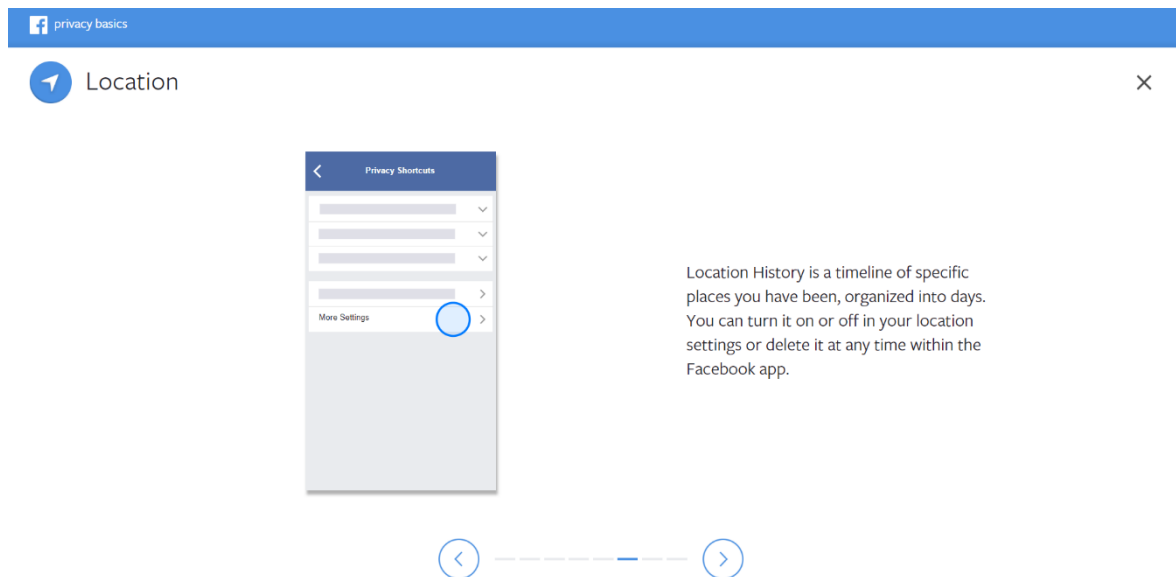 privacy basics
Location
Privacy Shortcuts
More Settings
Location History is a timeline of specific
places you have been, organized into days.
You can turn it on or off in your location
settings or delete it at any time within the
Facebook app.